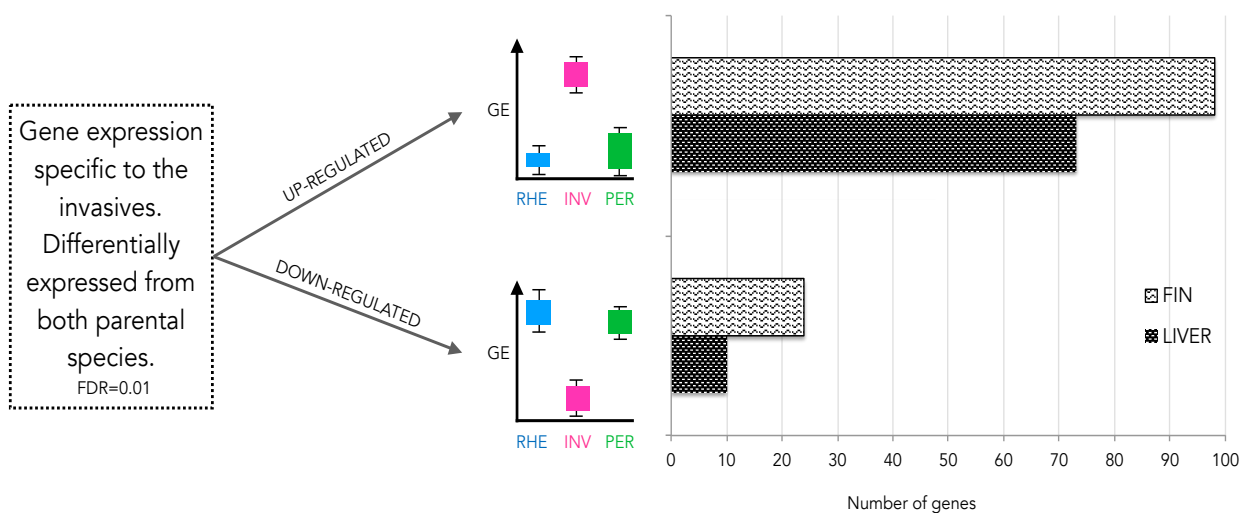 Gene expression
specific to the
invasives.
Differentially
expressed from
both parental
species.
FDR=0.01
UP-REGULATED
DOWN-REGULATED
GE
RHE INV PER
GE
RHE INV PER
FIN
LIVER
0 10 20 30 40 50 60 70 80 90 100
Number of genes